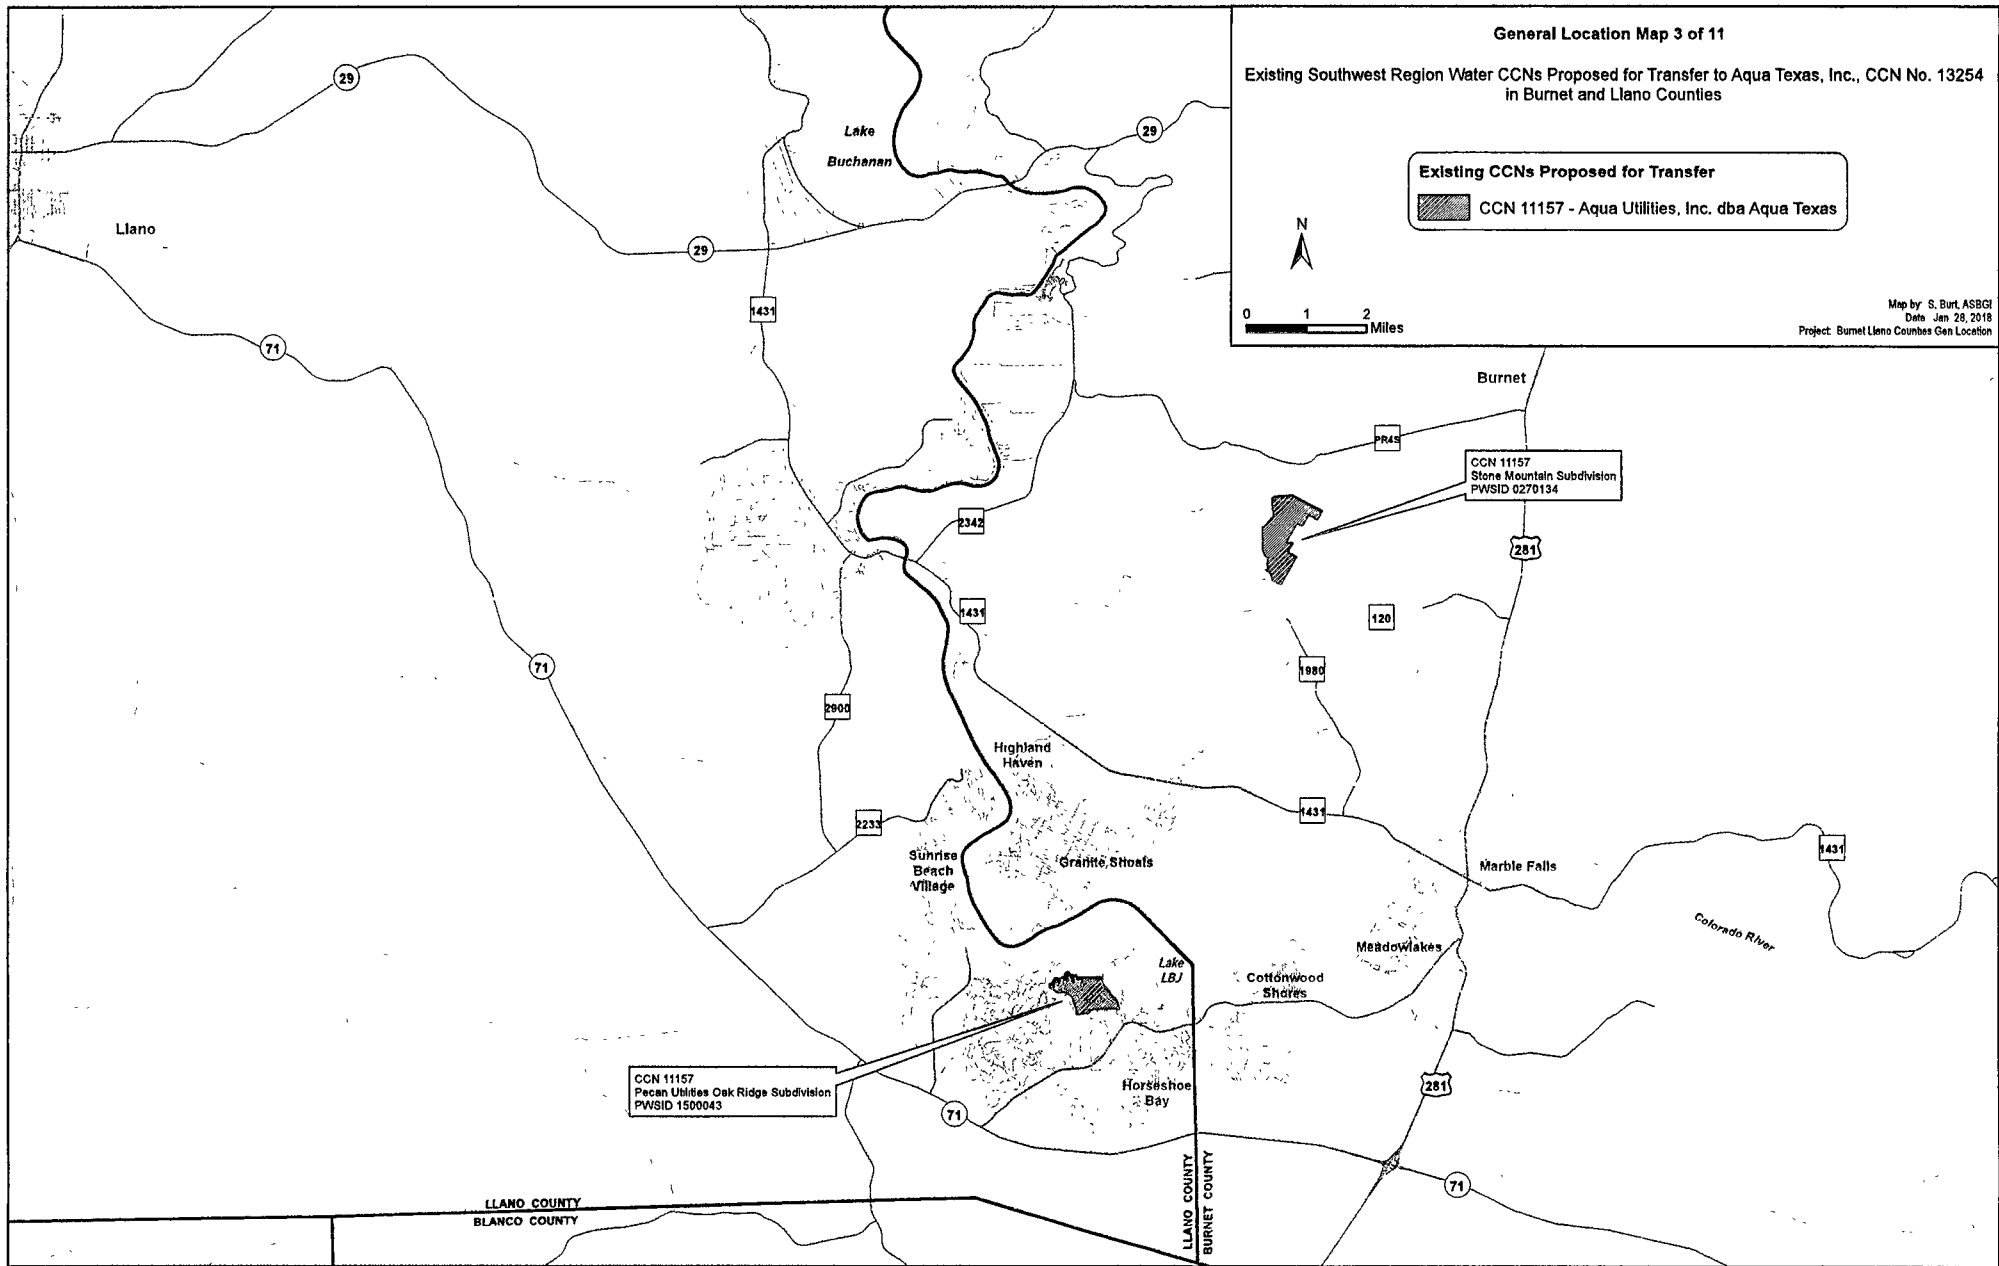 General Location Map 3 of 11
Existing Southwest Region Water CCNs Proposed for Transfer to Aqua Texas, Inc., CCN No. 13254
in Burnet and Llano Counties
Existing CCNs Proposed for Transfer
CCN 11157 - Aqua Utilities, Inc. dba Aqua Texas
N
0 1 2
Miles
Map by: S. Burt, ASBGI
Date Jan 28, 2018
Project: Burnet Llano Counties Gen Location
29
Lake
Buchanan
29
Llano
29
1431
71
Burnet
PR4S
CCN 11157
Stone Mountain Subdivision
PWSID 0270134
2342
281
1431
120
71
1980
2900
Highland
Haven
2233
1431
Sunrise
Beach
Village
Granite Shoals
Marble Falls
1431
Colorado River
Meadowlakes
Lake
LBJ
Cottonwood
Shores
CCN 11157
Pecan Utilities Oak Ridge Subdivision
PWSID 1500043
Horseshoe
Bay
281
71
71
LLANO COUNTY
BURNET COUNTY
LLANO COUNTY
BLANCO COUNTY